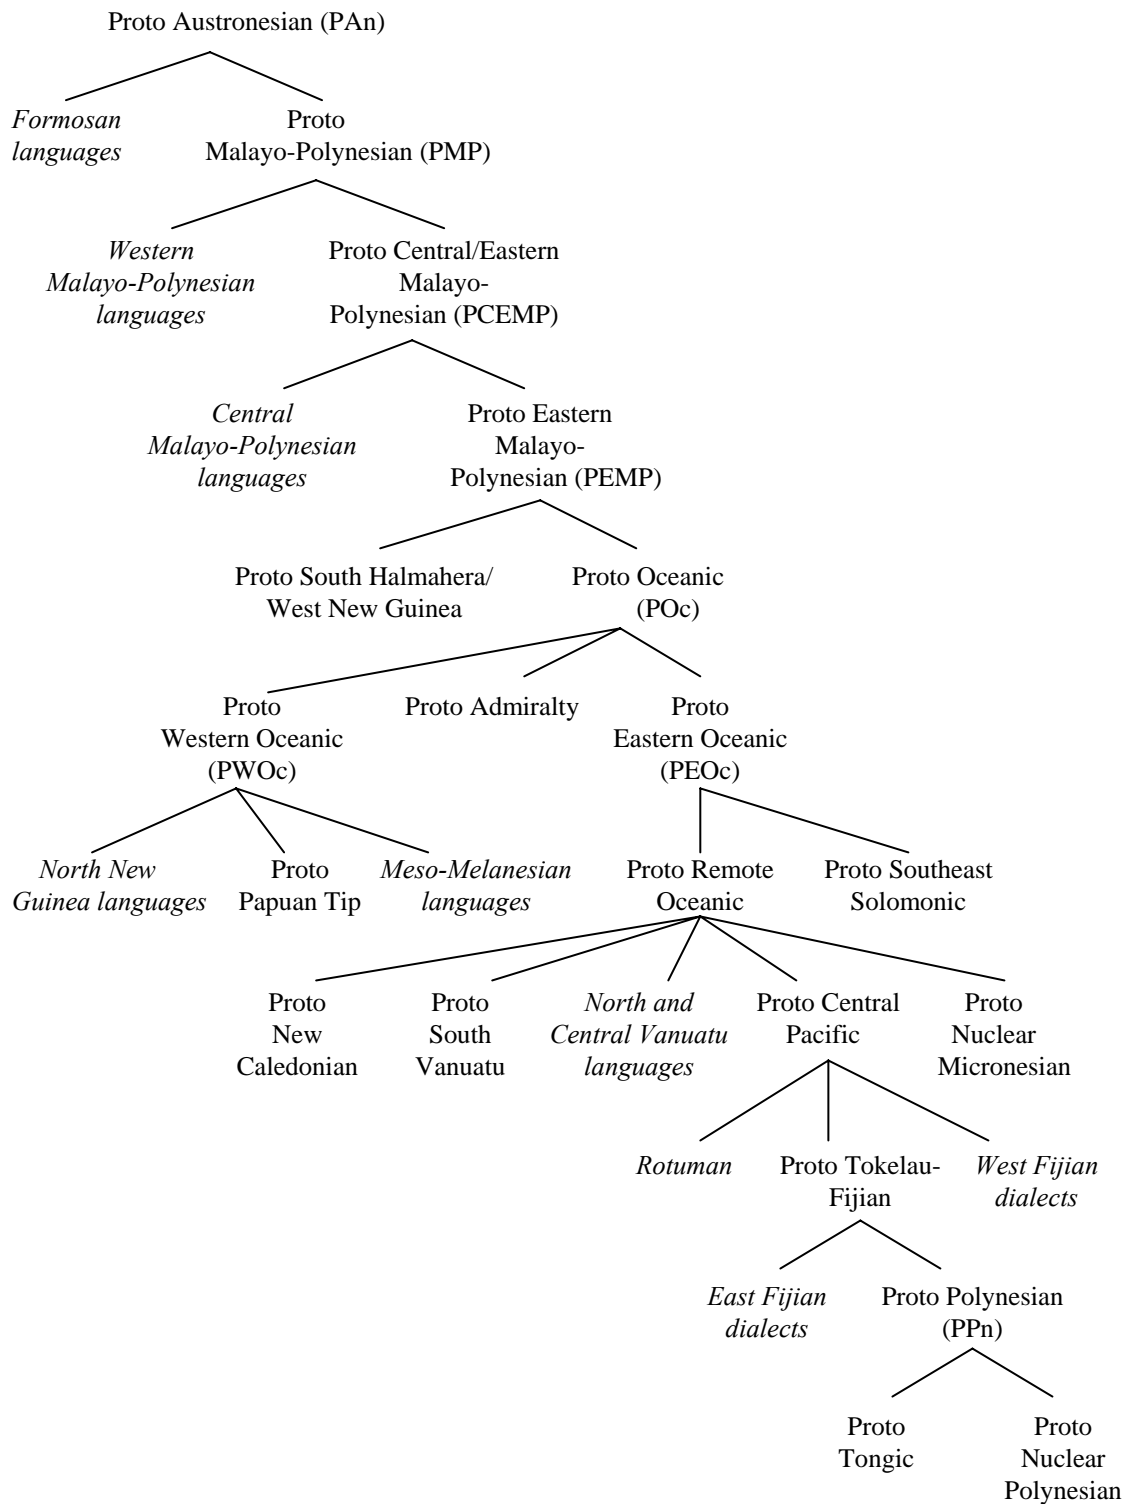 Proto Austronesian (PAn)
Formosan
languages
Proto
Malayo-Polynesian (PMP)
Western
Malayo-Polynesian
languages
Proto Central/Eastern
Malayo-
Polynesian (PCEMP)
Central
Malayo-Polynesian
languages
Proto Eastern
Malayo-
Polynesian (PEMP)
Proto South Halmahera/
West New Guinea
Proto Oceanic
(POc)
Proto
Western Oceanic
(PWOc)
Proto Admiralty
Proto
Eastern Oceanic
(PEOc)
North New
Guinea languages
Proto
Papuan Tip
Meso-Melanesian
languages
Proto Remote
Oceanic
Proto Southeast
Solomonic
Proto
New
Caledonian
Proto
South
Vanuatu
North and
Central Vanuatu
languages
Proto Central
Pacific
Proto
Nuclear
Micronesian
Rotuman
Proto Tokelau-
Fijian
West Fijian
dialects
East Fijian
dialects
Proto Polynesian
(PPn)
Proto
Tongic
Proto
Nuclear
Polynesian